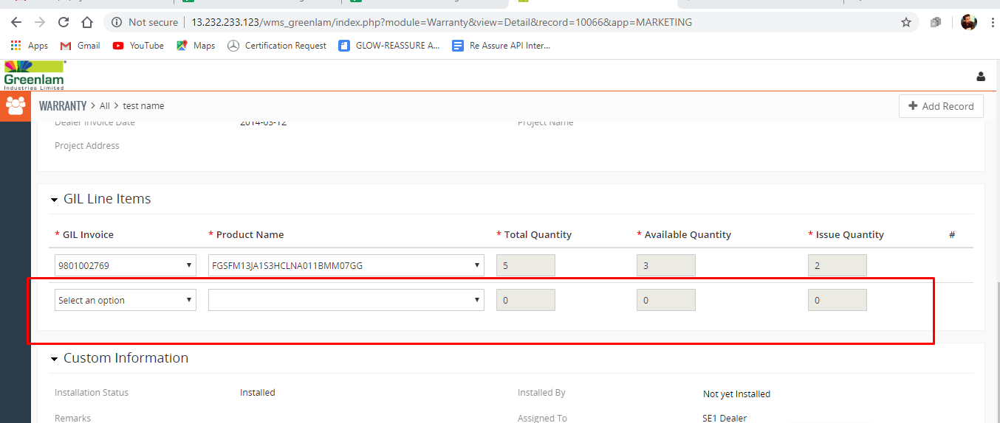 Not secure | 13.232.233.123/wms_greenlam/index.php?module=Warranty&view=Detail&record=10066&app=MARKETING
Apps Gmail YouTube Maps Certification Request GLOW-REASSURE A... Re Assure API Inter...
Greenlam
Industries Limited
WARRANTY > All > test name + Add Record
Dealer Invoice Date 2014-03-12 Project Name
Project Address
GIL Line Items
* GIL Invoice * Product Name * Total Quantity * Available Quantity * Issue Quantity #
9801002769 FGSFM13JA1S3HCLNA011BMM07GG 5 3 2
Select an option 0 0 0
Custom Information
Installation Status Installed Installed By Not yet Installed
Remarks Assigned To SE1 Dealer